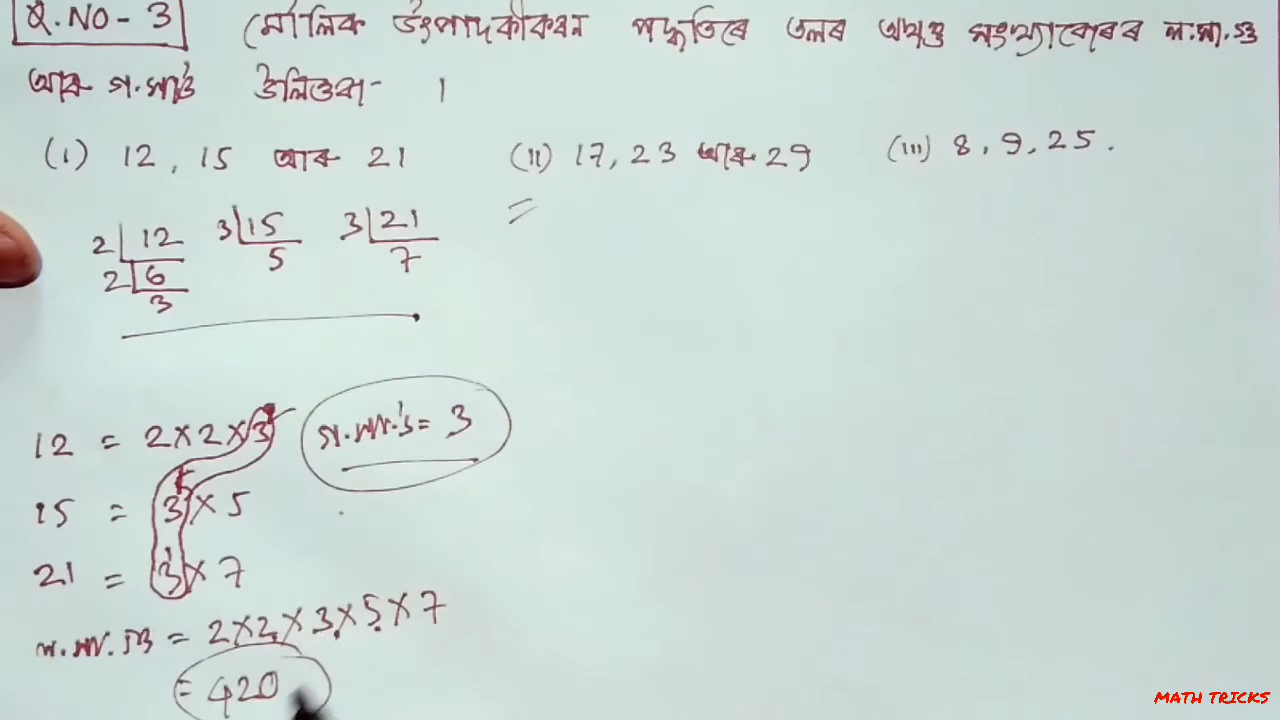 Q.NO - 3 মৌলিক উৎপাদকীকৰন পদ্ধতিৰে তলৰ অখণ্ড সংখ্যাবোৰৰ ল.সা.গু
আৰু গ.সা.উ উলিওৱা- ।
(i) 12, 15 আৰু 21 (ii) 17, 23 আৰু 29 (iii) 8, 9, 25.
2 | 12 3 | 15 3 | 21
2 | 6 5 7
3
=
12 = 2×2×3
গ.সা.উ = 3
15 = 3×5
21 = 3×7
ল.সা.গু = 2×2×3×5×7
= 420
MATH TRICKS